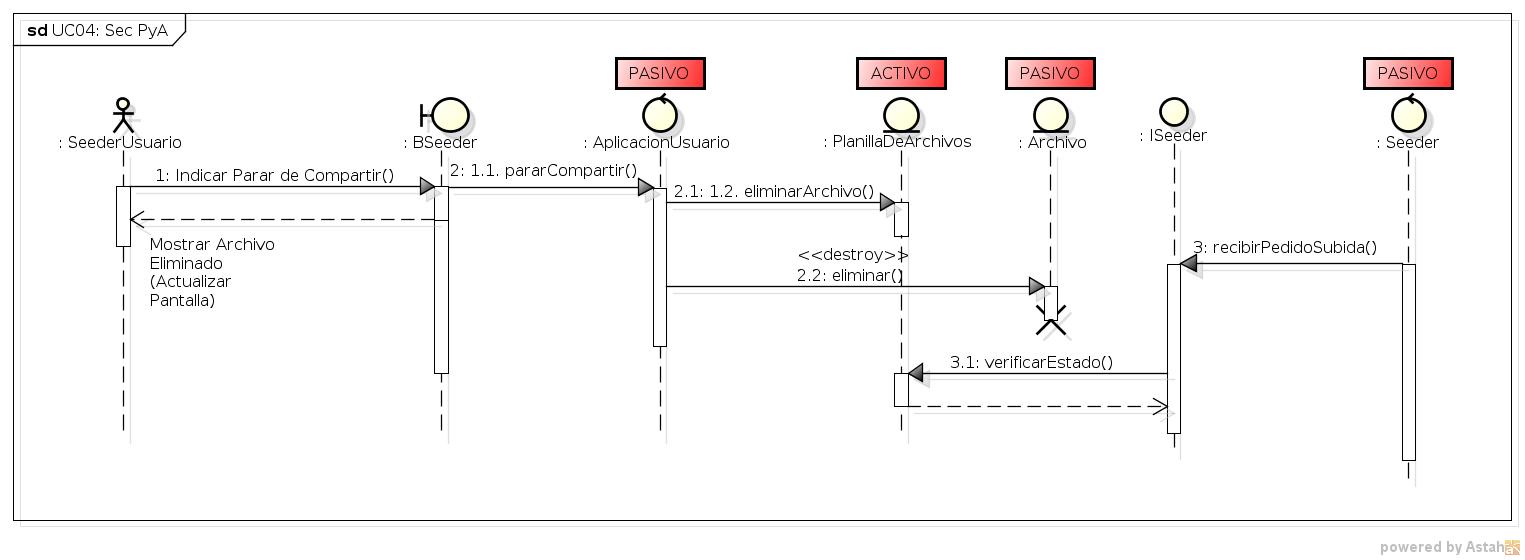 sd UC04: Sec PyA
PASIVO
ACTIVO
PASIVO
PASIVO
: SeederUsuario
: BSeeder
: AplicacionUsuario
: PlanillaDeArchivos
: Archivo
: ISeeder
: Seeder
1: Indicar Parar de Compartir()
2: 1.1. pararCompartir()
2.1: 1.2. eliminarArchivo()
Mostrar Archivo
Eliminado
(Actualizar
Pantalla)
<<destroy>>
2.2: eliminar()
3: recibirPedidoSubida()
3.1: verificarEstado()
powered by Astah